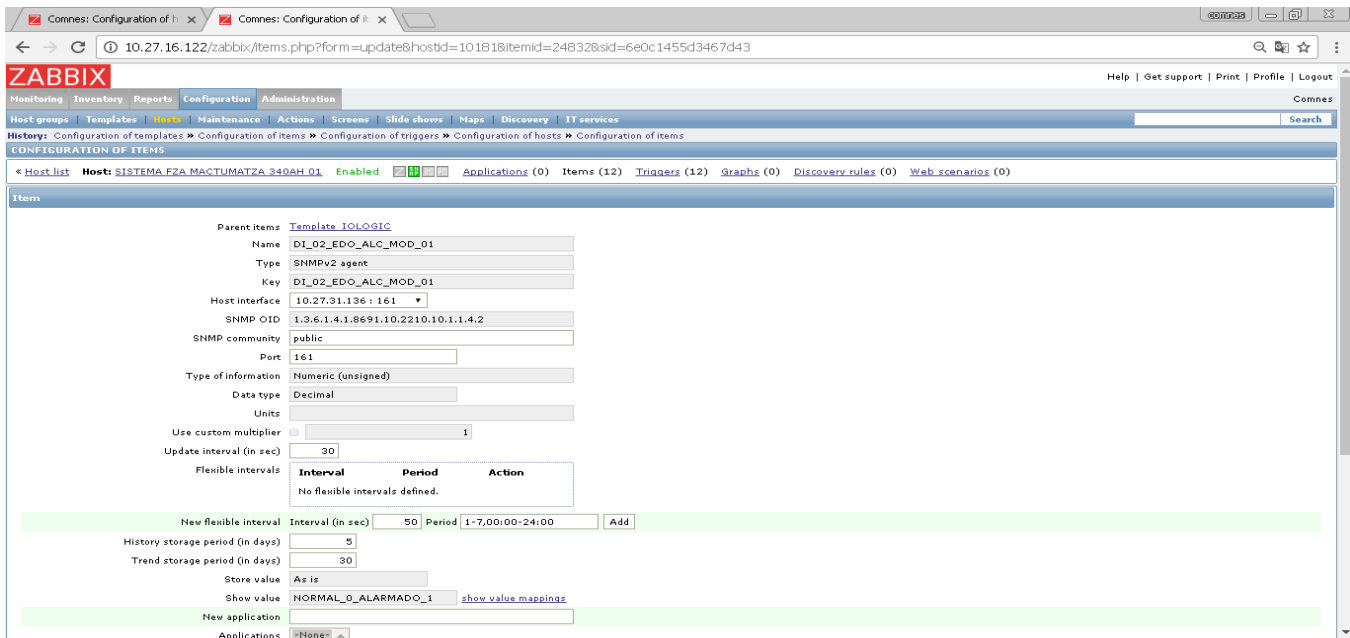 Comnes: Configuration of h Comnes: Configuration of it comnes
10.27.16.122/zabbix/items.php?form=update&hostid=10181&itemid=24832&sid=6e0c1455d3467d43
ZABBIX Help | Get support | Print | Profile | Logout
Monitoring Inventory Reports Configuration Administration Comnes
Host groups | Templates | Hosts | Maintenance | Actions | Screens | Slide shows | Maps | Discovery | IT services Search
History: Configuration of templates » Configuration of items » Configuration of triggers » Configuration of hosts » Configuration of items
CONFIGURATION OF ITEMS
« Host list Host: SISTEMA FZA MACTUMATZA 340AH 01 Enabled Applications (0) Items (12) Triggers (12) Graphs (0) Discovery rules (0) Web scenarios (0)
Item
Parent items Template IOLOGIC
Name DI_02_EDO_ALC_MOD_01
Type SNMPv2 agent
Key DI_02_EDO_ALC_MOD_01
Host interface 10.27.31.136 : 161
SNMP OID 1.3.6.1.4.1.8691.10.2210.10.1.1.4.2
SNMP community public
Port 161
Type of information Numeric (unsigned)
Data type Decimal
Units
Use custom multiplier 1
Update interval (in sec) 30
Flexible intervals Interval Period Action
No flexible intervals defined.
New flexible interval Interval (in sec) 50 Period 1-7,00:00-24:00 Add
History storage period (in days) 5
Trend storage period (in days) 30
Store value As is
Show value NORMAL_0_ALARMADO_1 show value mappings
New application
Applications -None-